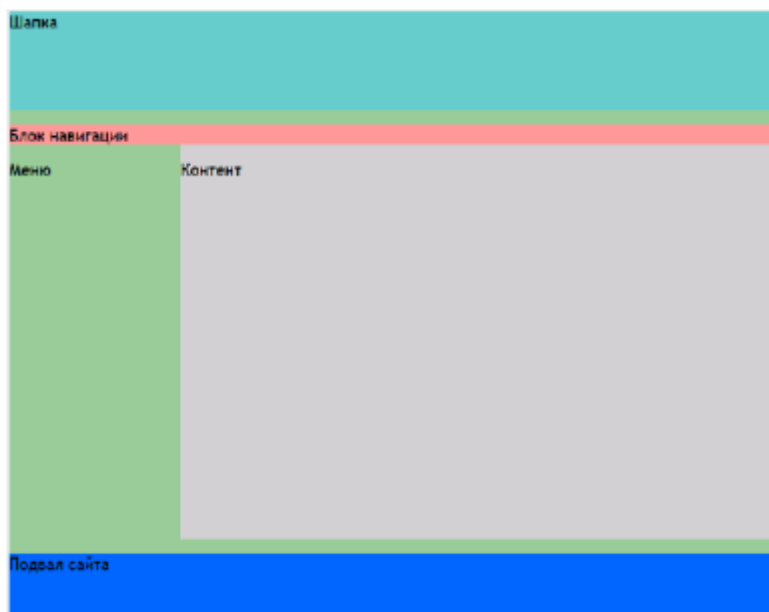 Шапка
Блок навигации
Меню
Контент
Подвал сайта